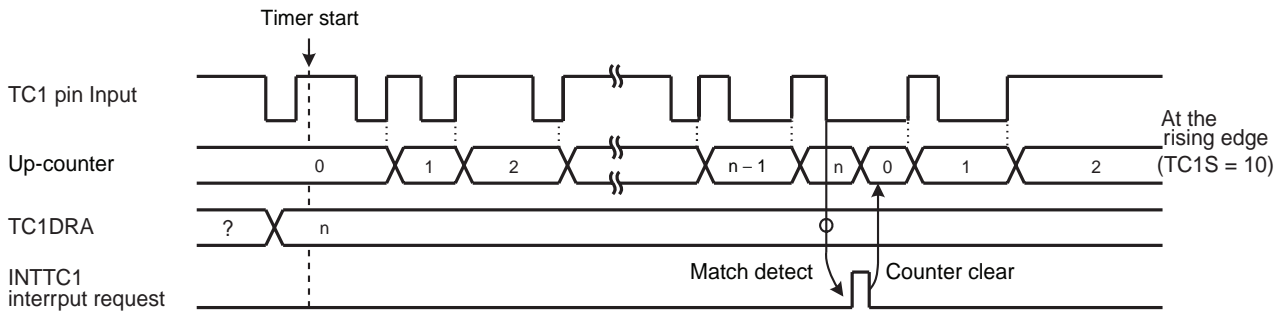 Timer start
TC1 pin Input
At the
rising edge
(TC1S = 10)
Up-counter
0
1
2
n – 1
n
0
1
2
TC1DRA
?
n
Match detect
Counter clear
INTTC1
interrput request